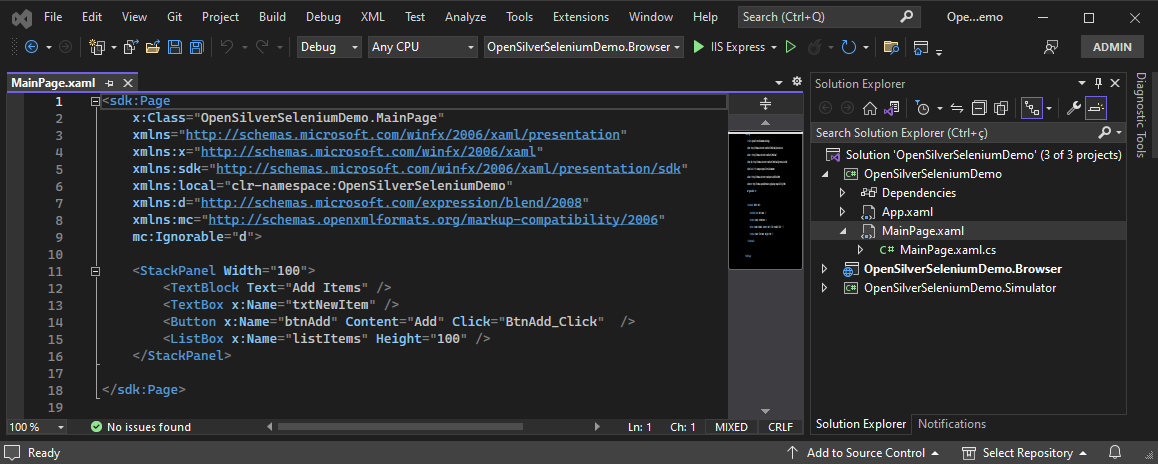 File Edit View Git Project Build Debug XML Test Analyze Tools Extensions Window Help Search (Ctrl+Q) Ope...emo
Debug Any CPU OpenSilverSeleniumDemo.Browser IIS Express ADMIN
MainPage.xaml
1 <sdk:Page
2 x:Class="OpenSilverSeleniumDemo.MainPage"
3 xmlns="http://schemas.microsoft.com/winfx/2006/xaml/presentation"
4 xmlns:x="http://schemas.microsoft.com/winfx/2006/xaml"
5 xmlns:sdk="http://schemas.microsoft.com/winfx/2006/xaml/presentation/sdk"
6 xmlns:local="clr-namespace:OpenSilverSeleniumDemo"
7 xmlns:d="http://schemas.microsoft.com/expression/blend/2008"
8 xmlns:mc="http://schemas.openxmlformats.org/markup-compatibility/2006"
9 mc:Ignorable="d">
10
11 <StackPanel Width="100">
12 <TextBlock Text="Add Items" />
13 <TextBox x:Name="txtNewItem" />
14 <Button x:Name="btnAdd" Content="Add" Click="BtnAdd_Click"  />
15 <ListBox x:Name="listItems" Height="100" />
16 </StackPanel>
17
18 </sdk:Page>
19
100 % No issues found Ln: 1 Ch: 1 MIXED CRLF
Solution Explorer
Search Solution Explorer (Ctrl+ç)
Solution 'OpenSilverSeleniumDemo' (3 of 3 projects)
C# OpenSilverSeleniumDemo
Dependencies
App.xaml
MainPage.xaml
C# MainPage.xaml.cs
OpenSilverSeleniumDemo.Browser
C# OpenSilverSeleniumDemo.Simulator
Solution Explorer Notifications
Diagnostic Tools
Ready Add to Source Control Select Repository